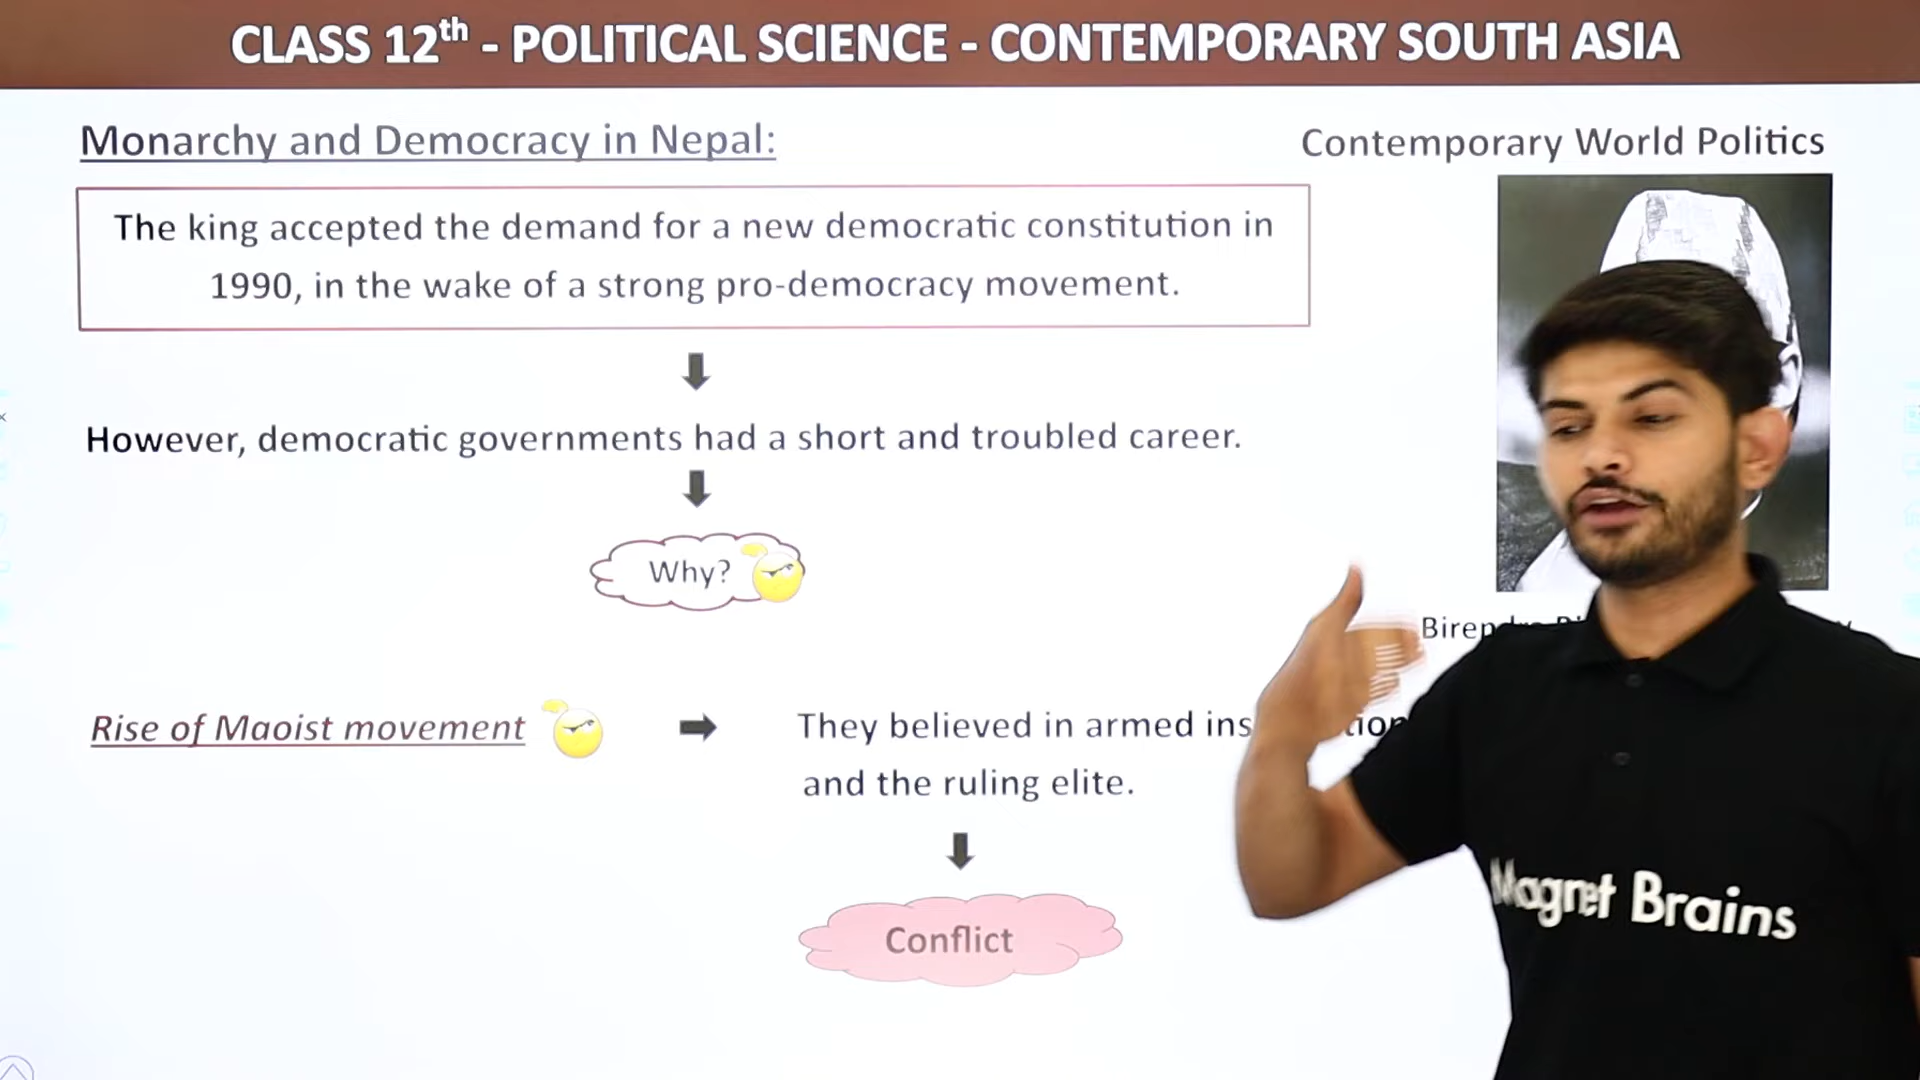 CLASS 12th - POLITICAL SCIENCE - CONTEMPORARY SOUTH ASIA
Monarchy and Democracy in Nepal:
Contemporary World Politics
The king accepted the demand for a new democratic constitution in
1990, in the wake of a strong pro-democracy movement.
However, democratic governments had a short and troubled career.
Why?
Rise of Maoist movement
They believed in armed
and the ruling elite.
Conflict
Magnet Brains